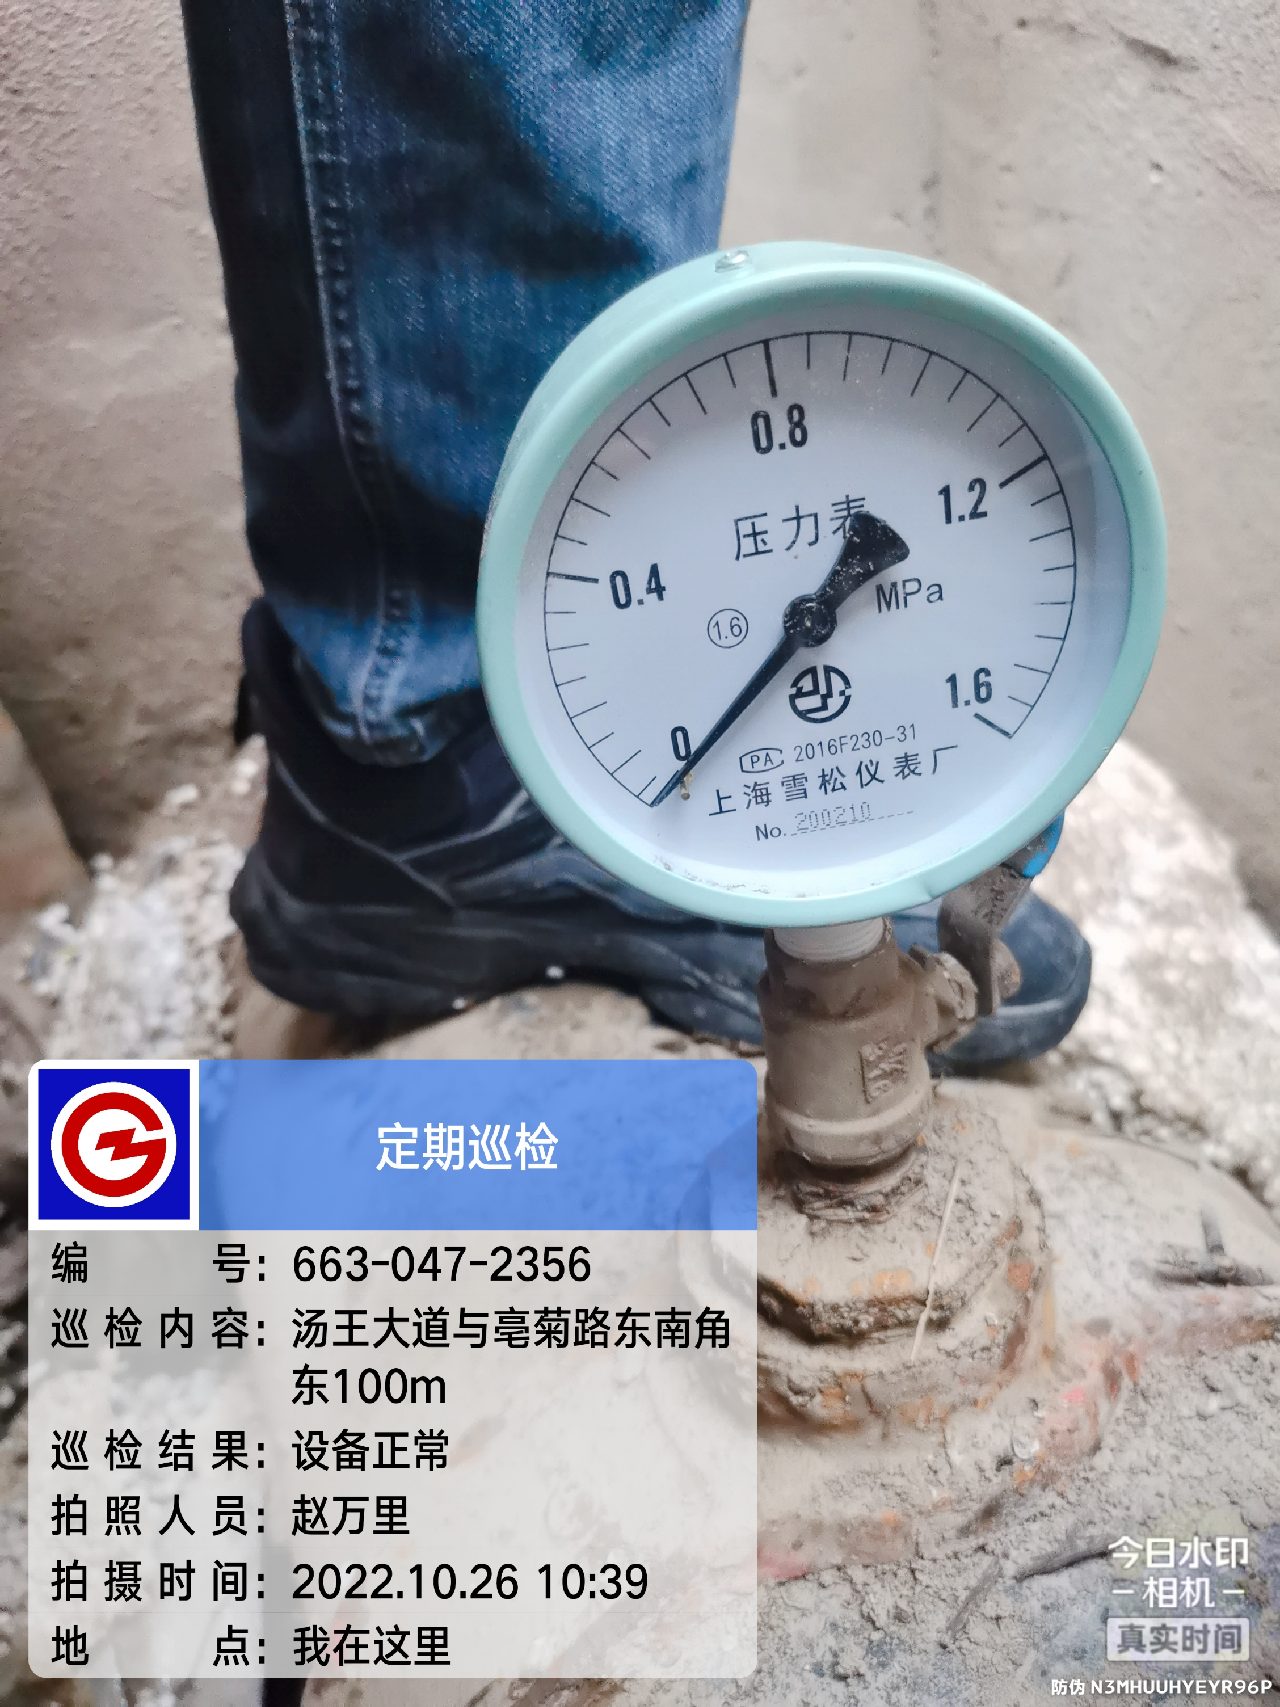 0.8
1.2
压力表
0.4
MPa
1.6
1.6
0
PA 2016F230-31
上海雪松仪表厂
No. 200210
定期巡检
编号: 663-047-2356
巡检内容: 汤王大道与亳菊路东南角
东100m
巡检结果: 设备正常
拍照人员: 赵万里
拍摄时间: 2022.10.26 10:39
地点: 我在这里
今日水印
-相机-
真实时间
防伪 N3MHUUHYEYR96P